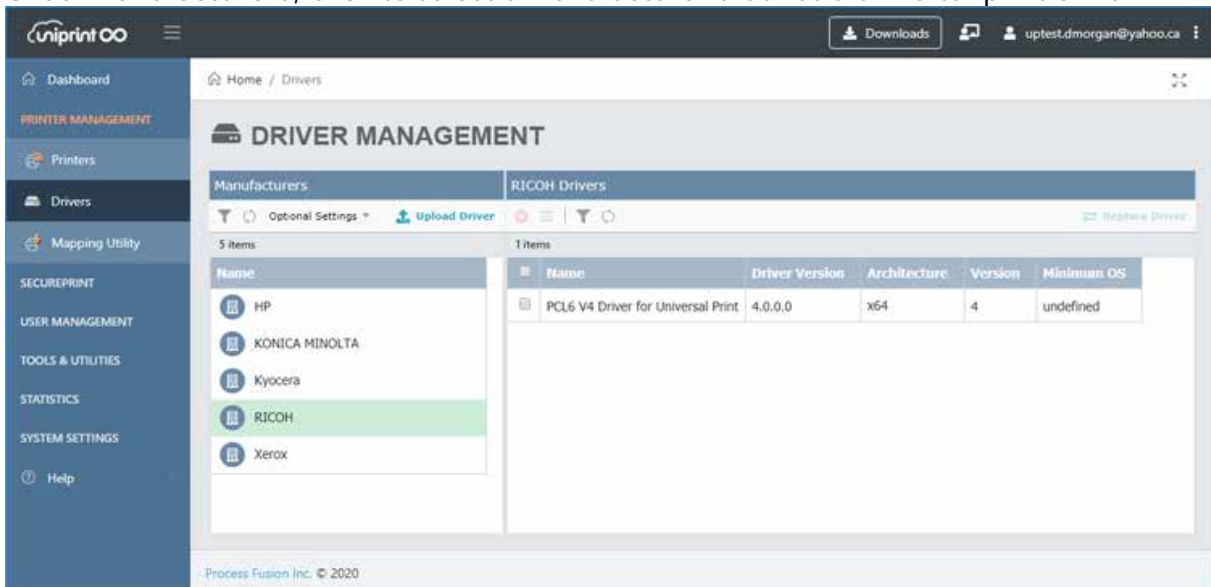 uniprint
Downloads
uptest.dmorgan@yahoo.ca
Dashboard
Home / Drivers
PRINTER MANAGEMENT
DRIVER MANAGEMENT
Printers
Manufacturers
RICOH Drivers
Drivers
Optional Settings
Upload Driver
Replace Driver
Mapping Utility
5 items
1 items
Name
Name Driver Version Architecture Version Minimum OS
SECUREPRINT
HP
PCL6 V4 Driver for Universal Print 4.0.0.0 x64 4 undefined
USER MANAGEMENT
KONICA MINOLTA
TOOLS & UTILITIES
Kyocera
STATISTICS
RICOH
SYSTEM SETTINGS
Xerox
Help
Process Fusion Inc. © 2020